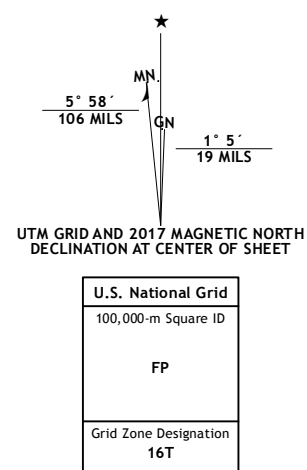 ★
MN.
GN
5° 58´
106 MILS
1° 5´
19 MILS
UTM GRID AND 2017 MAGNETIC NORTH
DECLINATION AT CENTER OF SHEET
U.S. National Grid
100,000-m Square ID
FP
Grid Zone Designation
16T